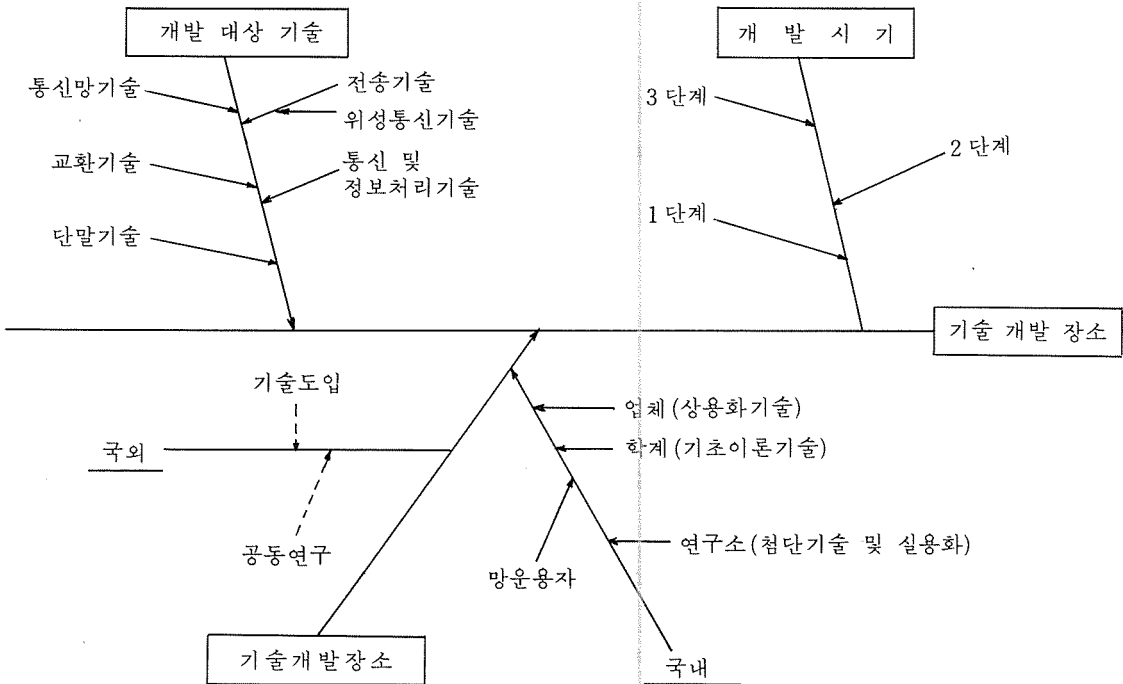 개발 대상 기술
개 발 시 기
통신망기술
전송기술
위성통신기술
교환기술
통신 및
정보처리기술
단말기술
3 단계
2 단계
1 단계
기술 개발 장소
기술도입
국외
공동연구
업체(상용화기술)
학계(기초이론기술)
연구소(첨단기술 및 실용화)
망운용자
기술개발장소
국내